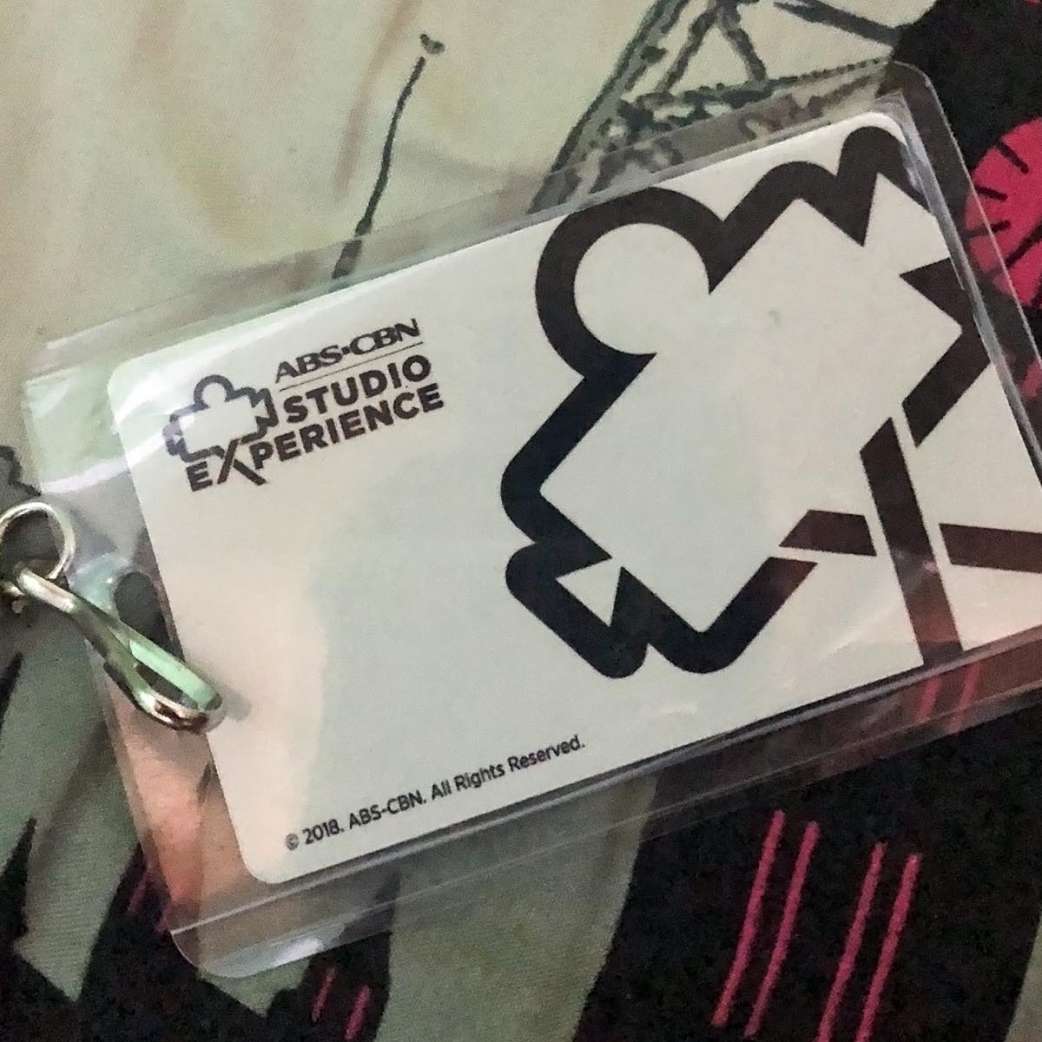 ABS•CBN
STUDIO
EXPERIENCE
© 2018. ABS-CBN. All Rights Reserved.